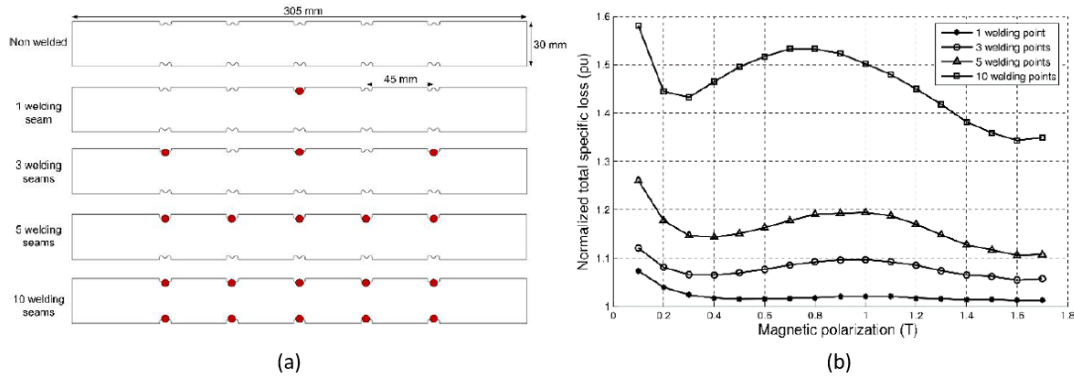 305 mm
Non welded
30 mm
45 mm
1 welding
seam
3 welding
seams
5 welding
seams
10 welding
seams
(a)
Normalized total specific loss (pu)
1.6
1.5
1.4
1.3
1.2
1.1
1
1 welding point
3 welding points
5 welding points
10 welding points
0 0.2 0.4 0.6 0.8 1 1.2 1.4 1.6 1.8
Magnetic polarization (T)
(b)